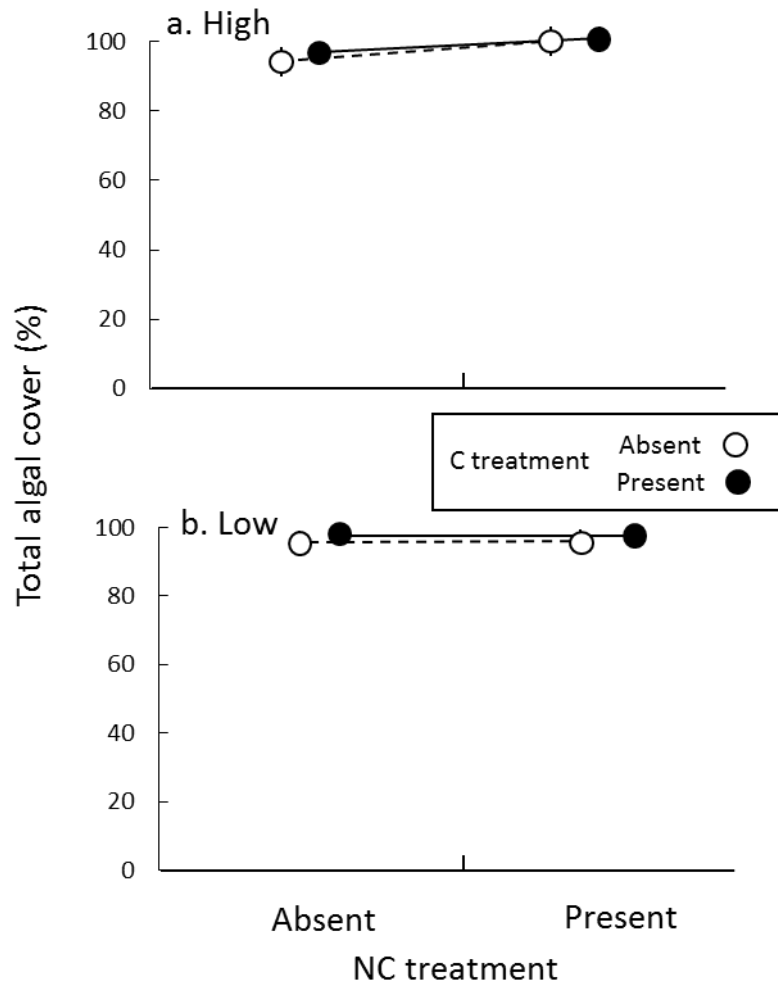 a. High
100
80
60
40
20
0
Total algal cover (%)
C treatment
Absent
Present
b. Low
100
80
60
40
20
0
Absent Present
NC treatment